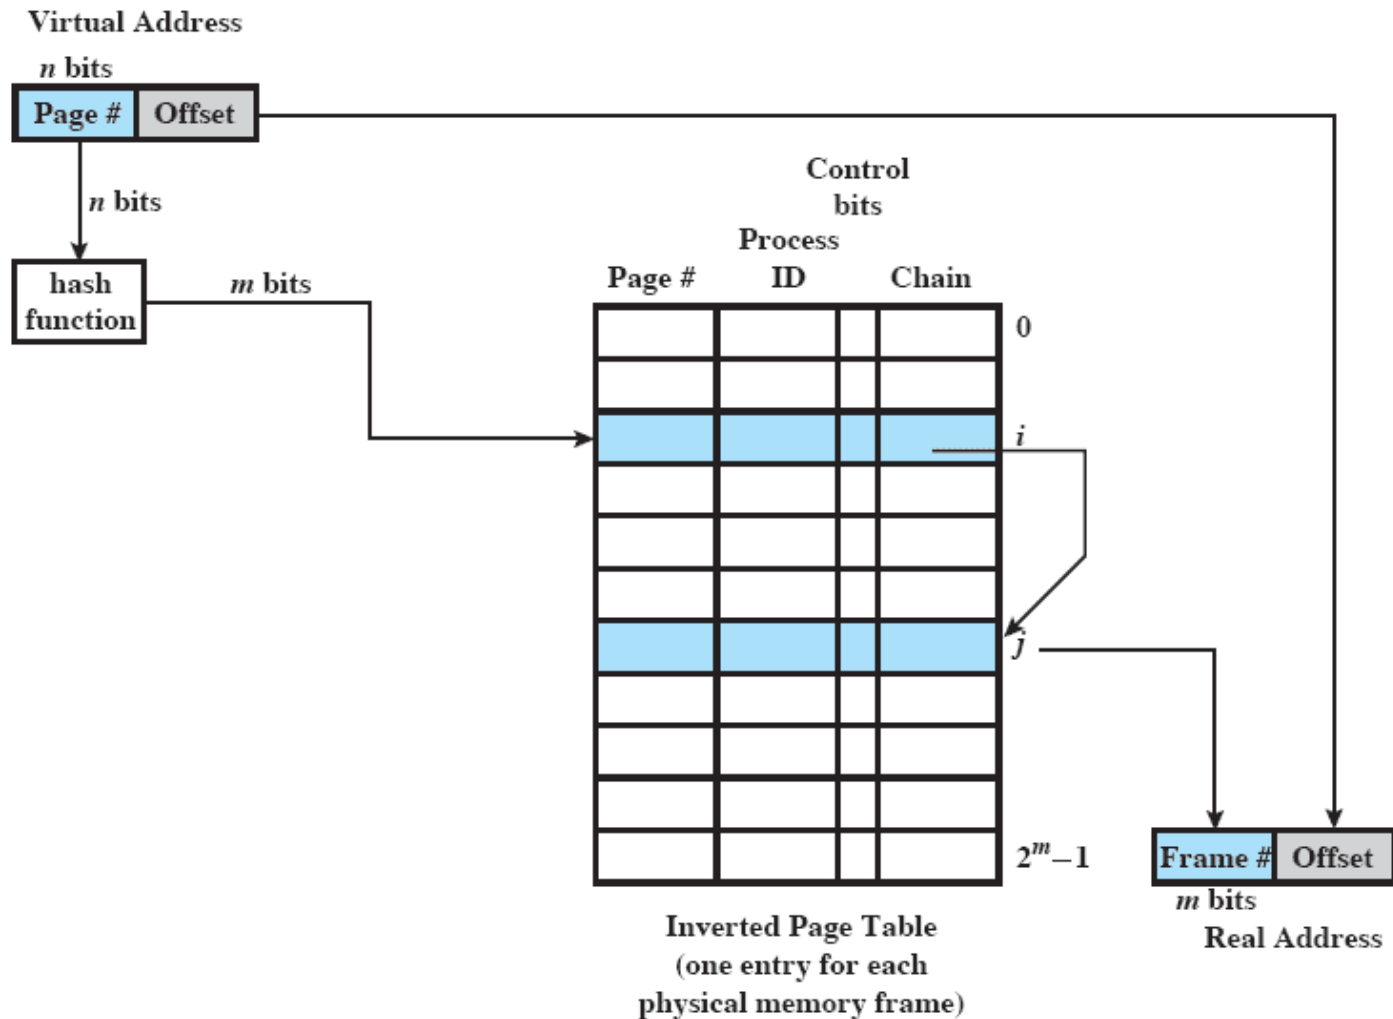 Virtual Address
n bits
Page # Offset
n bits
hash
function
m bits
Control
bits
Process
Page # ID Chain
0
i
j
2^m–1
Frame # Offset
m bits
Real Address
Inverted Page Table
(one entry for each
physical memory frame)